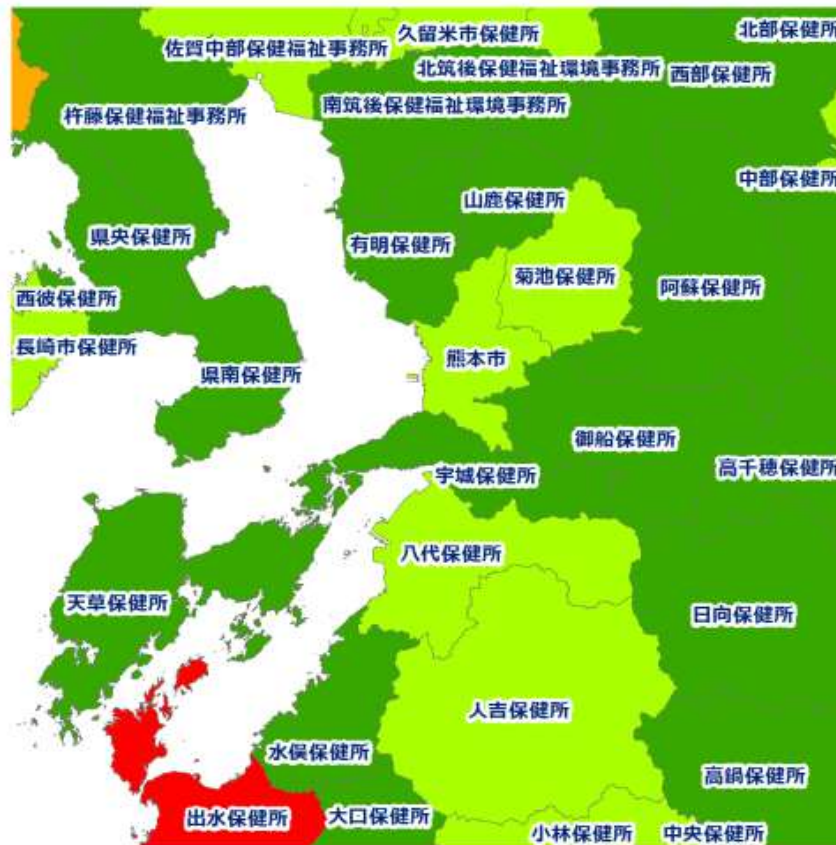 北部保健所
久留米市保健所
佐賀中部保健福祉事務所
北筑後保健福祉環境事務所
西部保健所
南筑後保健福祉環境事務所
杵藤保健福祉事務所
中部保健所
山鹿保健所
県央保健所
有明保健所
菊池保健所
阿蘇保健所
西彼保健所
長崎市保健所
熊本市
県南保健所
御船保健所
高千穂保健所
宇城保健所
八代保健所
天草保健所
日向保健所
人吉保健所
水俣保健所
高鍋保健所
出水保健所
大口保健所
小林保健所
中央保健所